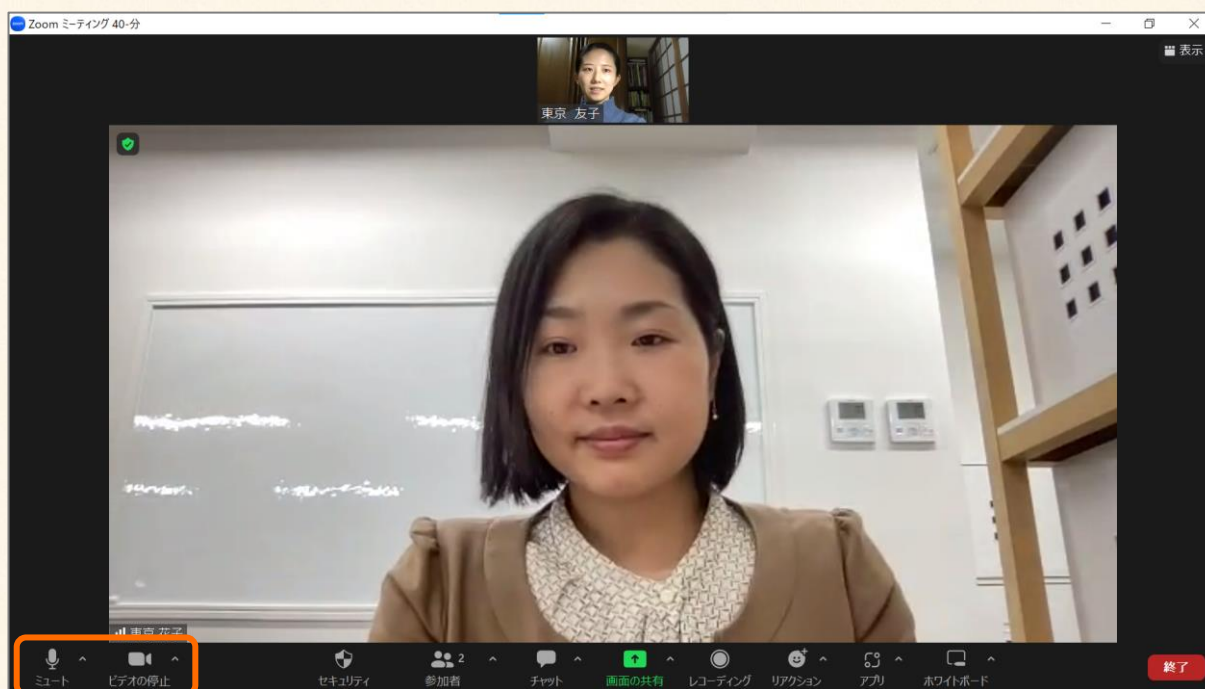 Zoom ミーティング 40-分
表示
東京 友子
東京 花子
ミュート
ビデオの停止
セキュリティ
参加者 2
チャット
画面の共有
レコーディング
リアクション
アプリ
ホワイトボード
終了